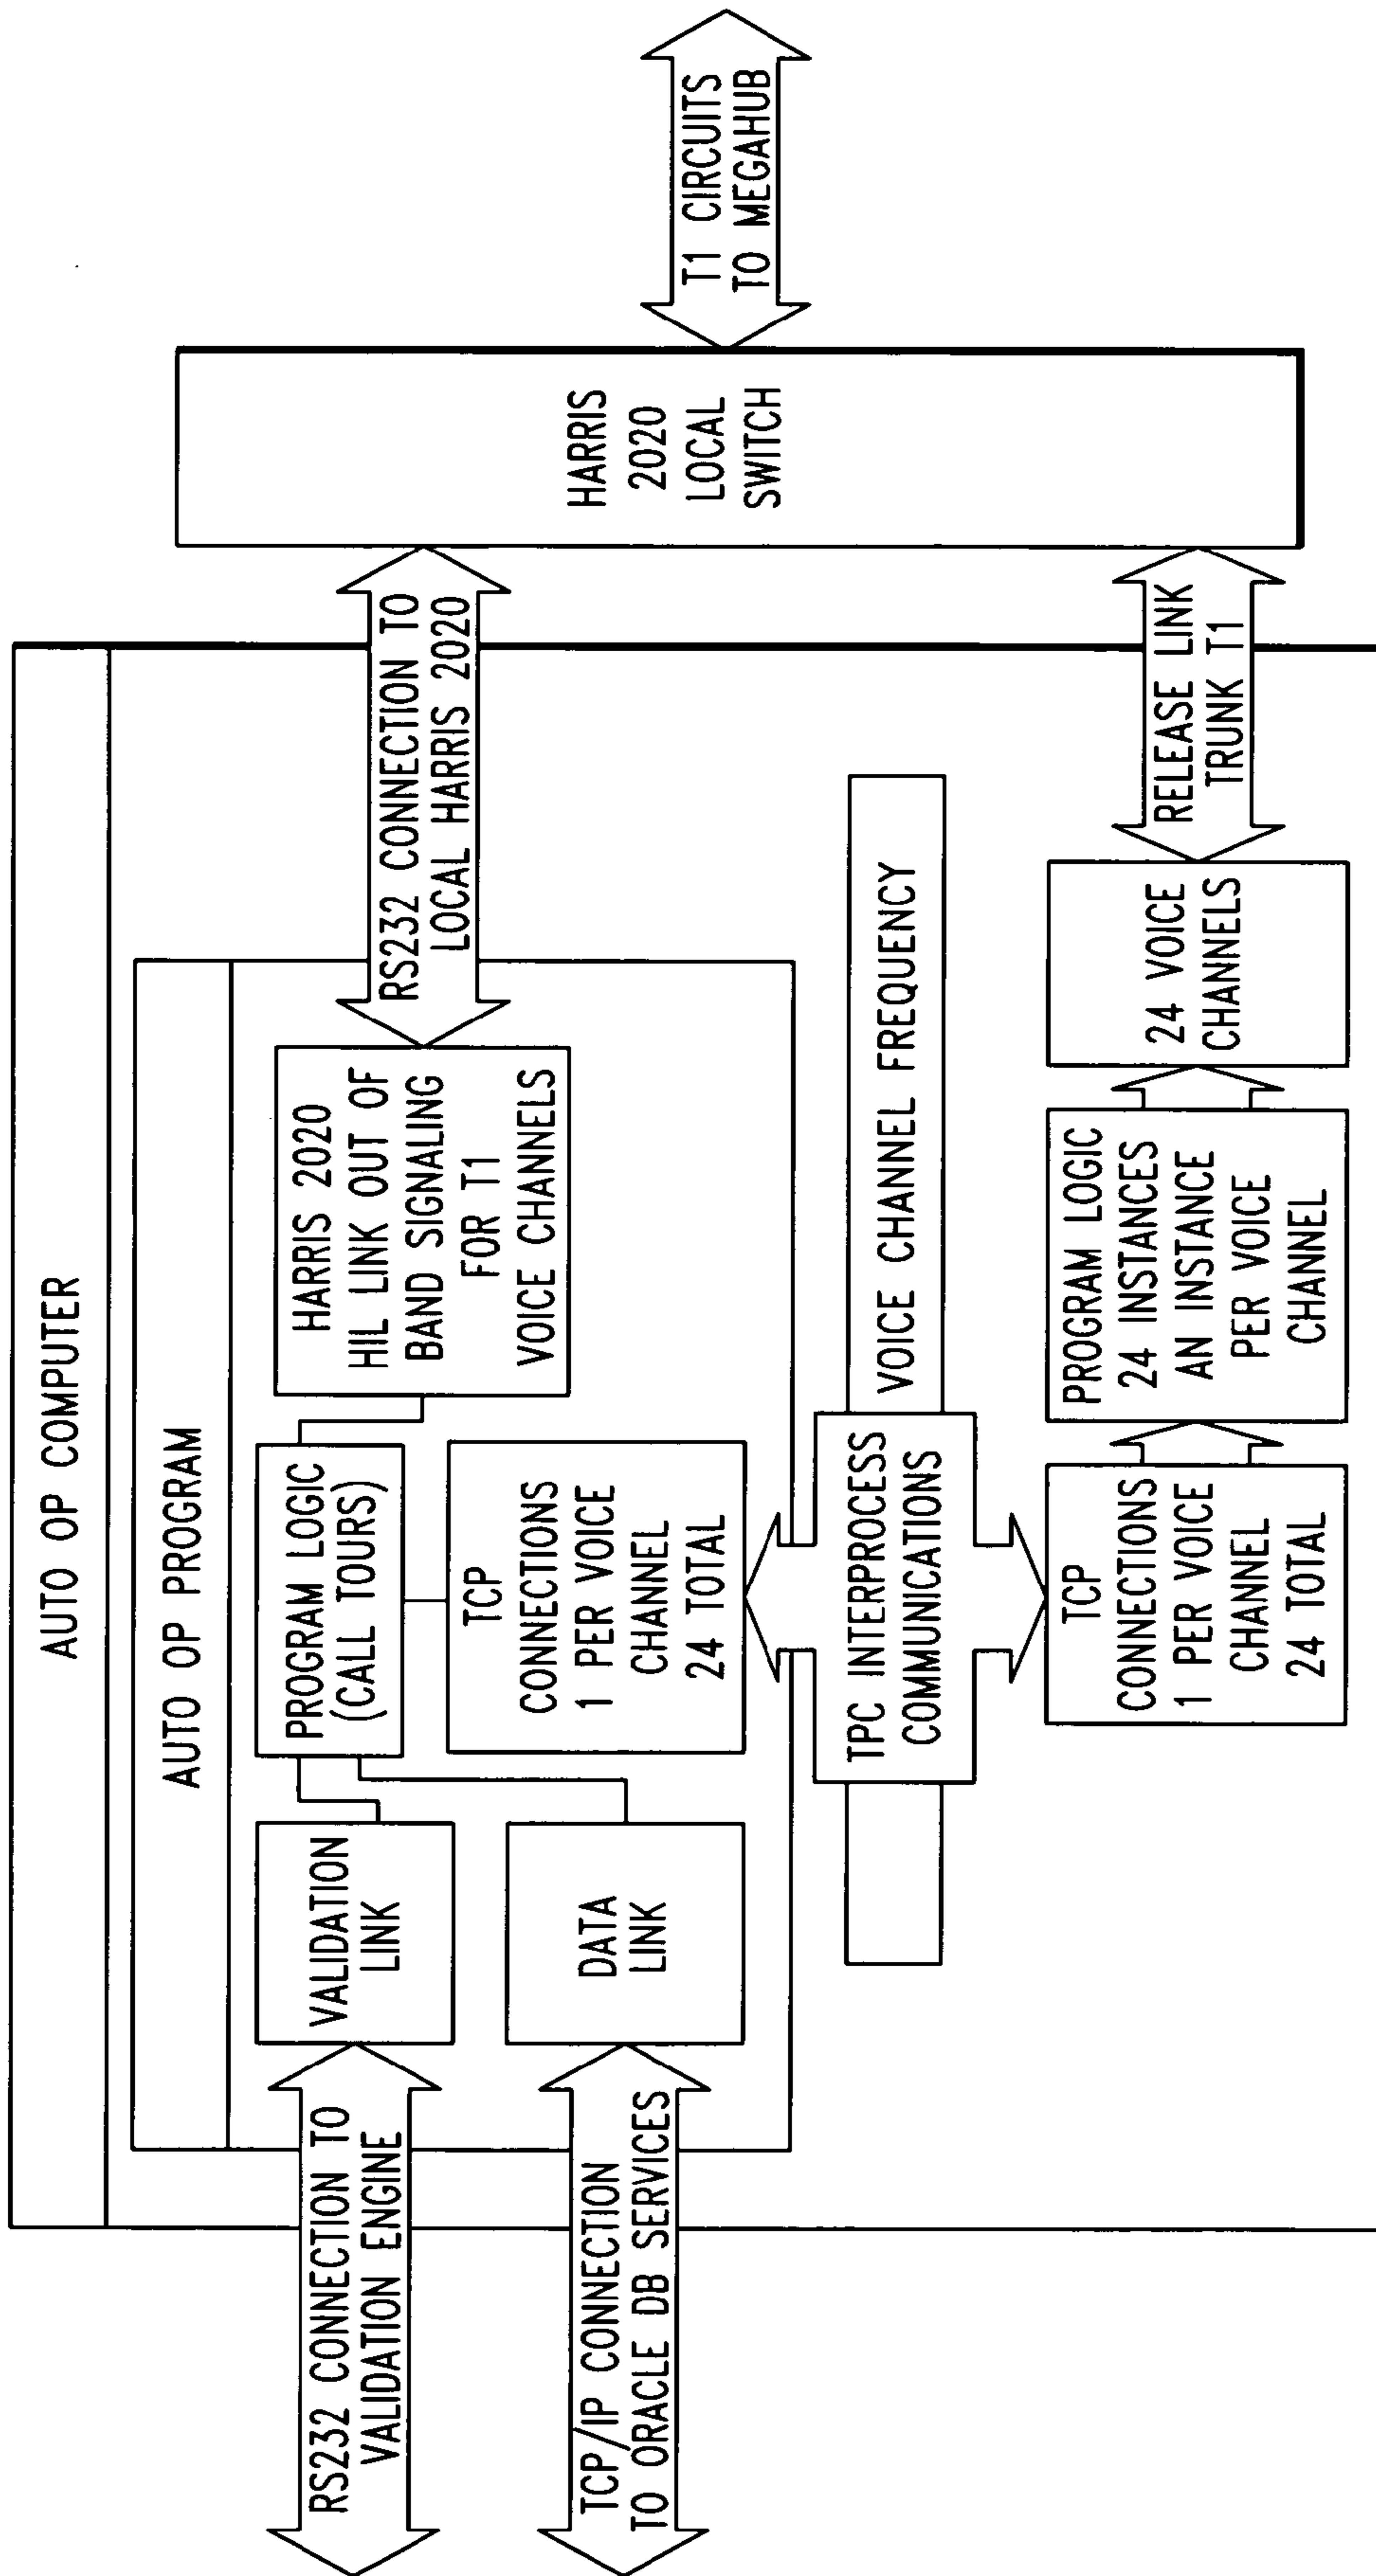 AUTO OP COMPUTER
AUTO OP PROGRAM
RS232 CONNECTION TO
VALIDATION ENGINE
VALIDATION
LINK
PROGRAM LOGIC
(CALL TOURS)
HARRIS 2020
HIL LINK OUT OF
BAND SIGNALING
FOR T1
VOICE CHANNELS
RS232 CONNECTION TO
LOCAL HARRIS 2020
HARRIS
2020
LOCAL
SWITCH
T1 CIRCUITS
TO MEGAHUB
TCP/IP CONNECTION
TO ORACLE DB SERVICES
DATA
LINK
TCP
CONNECTIONS
1 PER VOICE
CHANNEL
24 TOTAL
TPC INTERPROCESS
COMMUNICATIONS
VOICE CHANNEL FREQUENCY
TCP
CONNECTIONS
1 PER VOICE
CHANNEL
24 TOTAL
PROGRAM LOGIC
24 INSTANCES
AN INSTANCE
PER VOICE
CHANNEL
24 VOICE
CHANNELS
RELEASE LINK
TRUNK T1